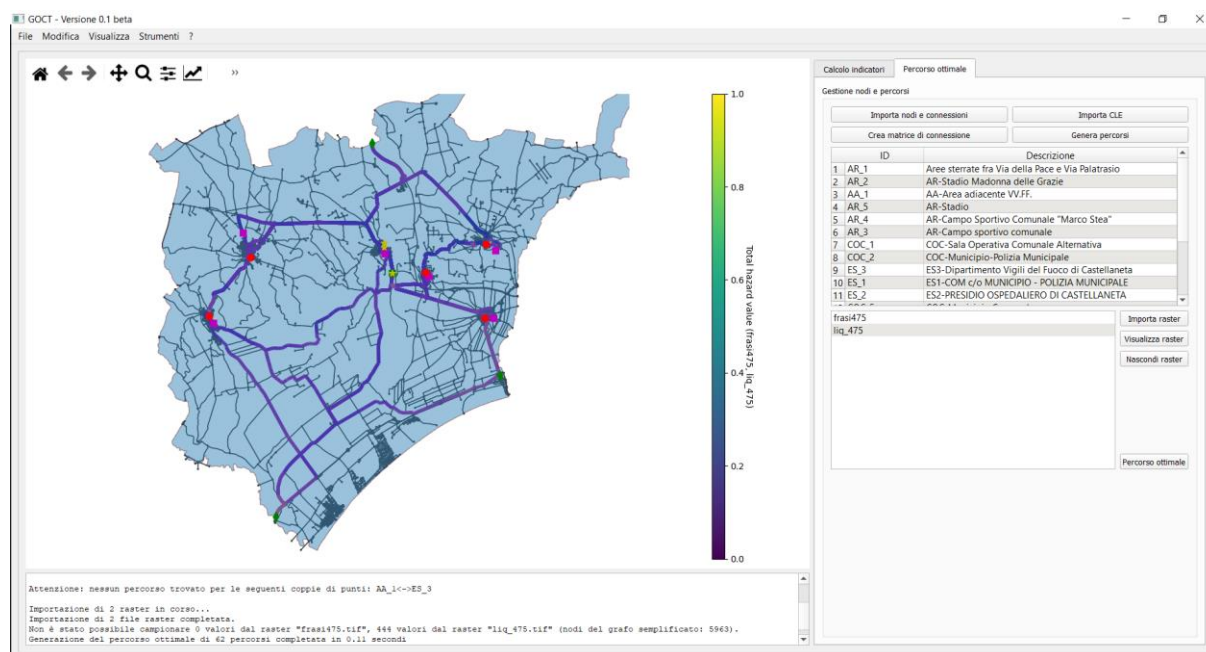 GOCT - Versione 0.1 beta
File Modifica Visualizza Strumenti ?
»
1.0
0.8
0.6
0.4
0.2
0.0
Total hazard value (frasi475, liq_475)
Calcolo indicatori Percorso ottimale
Gestione nodi e percorsi
Importa nodi e connessioni Importa CLE
Crea matrice di connessione Genera percorsi
ID Descrizione
1 AR_1 Aree sterrate fra Via della Pace e Via Palatrasio
2 AR_2 AR-Stadio Madonna delle Grazie
3 AA_1 AA-Area adiacente VV.FF.
4 AR_5 AR-Stadio
5 AR_4 AR-Campo Sportivo Comunale "Marco Stea"
6 AR_3 AR-Campo sportivo comunale
7 COC_1 COC-Sala Operativa Comunale Alternativa
8 COC_2 COC-Municipio-Polizia Municipale
9 ES_3 ES3-Dipartimento Vigili del Fuoco di Castellaneta
10 ES_1 ES1-COM c/o MUNICIPIO - POLIZIA MUNICIPALE
11 ES_2 ES2-PRESIDIO OSPEDALIERO DI CASTELLANETA
frasi475
liq_475
Importa raster
Visualizza raster
Nascondi raster
Percorso ottimale
Attenzione: nessun percorso trovato per le seguenti coppie di punti: AA_1<->ES_3
Importazione di 2 raster in corso...
Importazione di 2 file raster completata.
Non è stato possibile campionare 0 valori dal raster "frasi475.tif", 444 valori dal raster "liq_475.tif" (nodi del grafo semplificato: 5963).
Generazione del percorso ottimale di 62 percorsi completata in 0.11 secondi